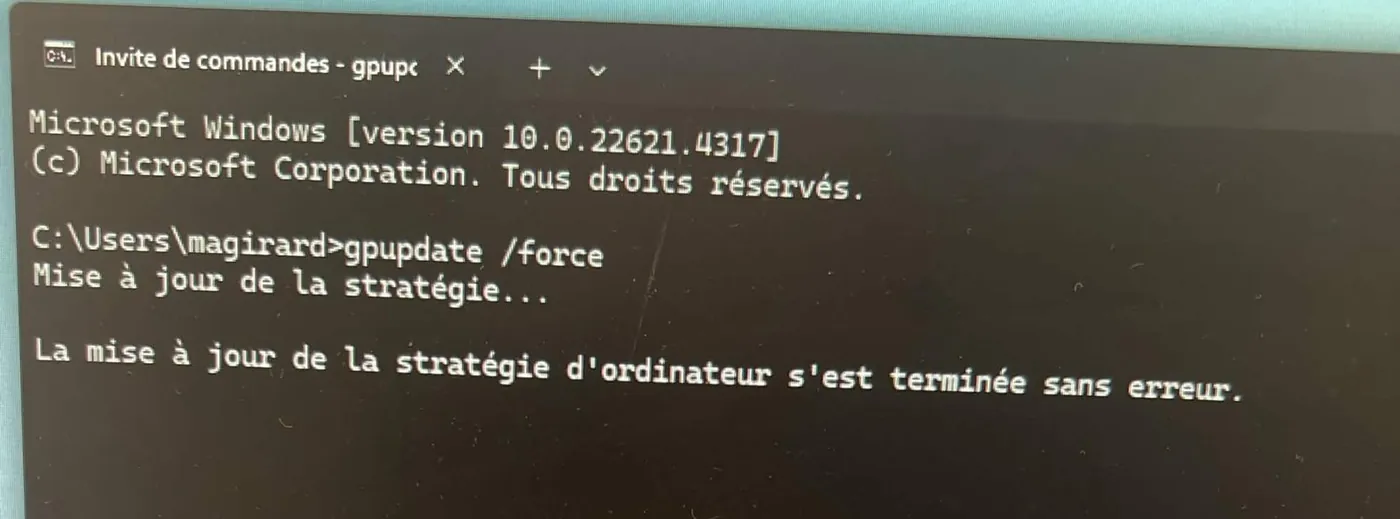 Invite de commandes - gpupd
Microsoft Windows [version 10.0.22621.4317]
(c) Microsoft Corporation. Tous droits réservés.
C:\Users\magirard>gpupdate /force
Mise à jour de la stratégie...
La mise à jour de la stratégie d'ordinateur s'est terminée sans erreur.